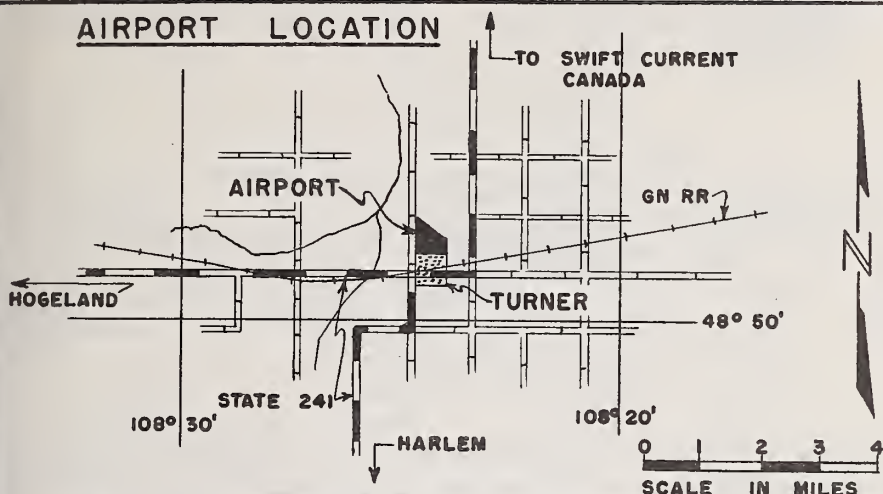 AIRPORT LOCATION
TO SWIFT CURRENT
CANADA
AIRPORT
GN RR
N
HOGELAND
TURNER
48° 50'
STATE 241
108° 30'
108° 20'
HARLEM
0 1 2 3 4
SCALE IN MILES